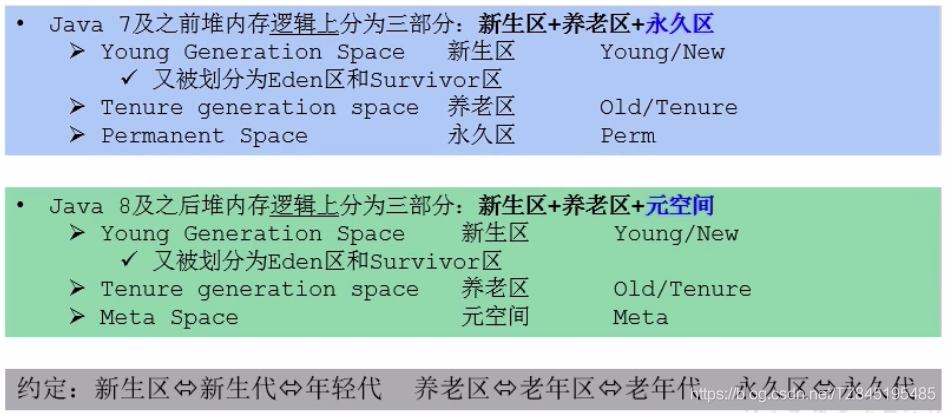 • Java 7及之前堆内存逻辑上分为三部分：新生区+养老区+永久区
➤ Young Generation Space 新生区 Young/New
✓ 又被划分为Eden区和Survivor区
➤ Tenure generation space 养老区 Old/Tenure
➤ Permanent Space 永久区 Perm
• Java 8及之后堆内存逻辑上分为三部分：新生区+养老区+元空间
➤ Young Generation Space 新生区 Young/New
✓ 又被划分为Eden区和Survivor区
➤ Tenure generation space 养老区 Old/Tenure
➤ Meta Space 元空间 Meta
约定：新生区⇔新生代⇔年轻代 养老区⇔老年区⇔老年代 永久区⇔永久代
https://blog.csdn.net/TZ845195485